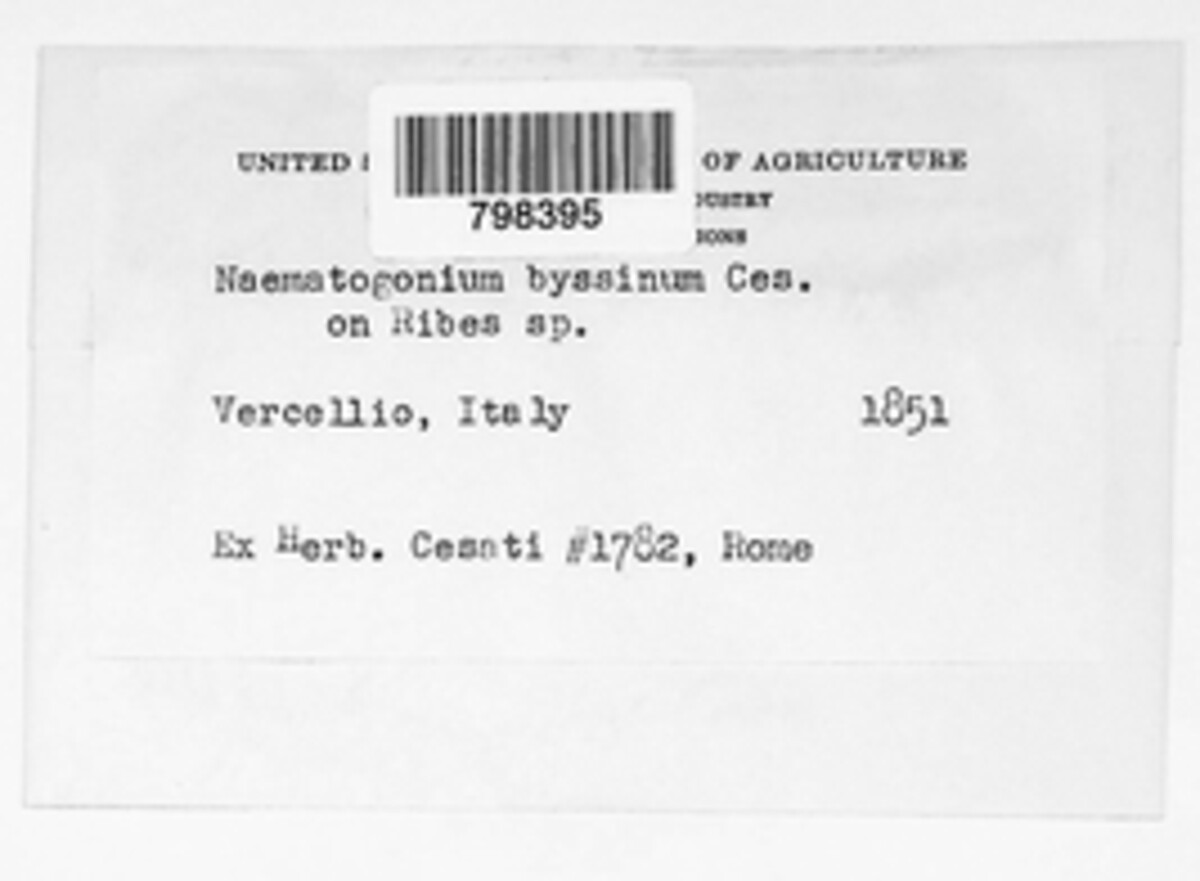 UNITED OF AGRICULTURE
798395
Naematogonium byssinum Ces.
on Ribes sp.
Vercellio, Italy 1851
Ex Herb. Cesati #1782, Rome